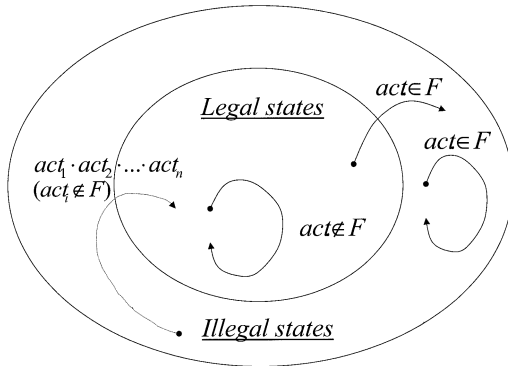 act ∈ F
Legal states
act ∈ F
act₁ · act₂ · ... · actₙ
(actᵢ ∉ F)
act ∉ F
Illegal states